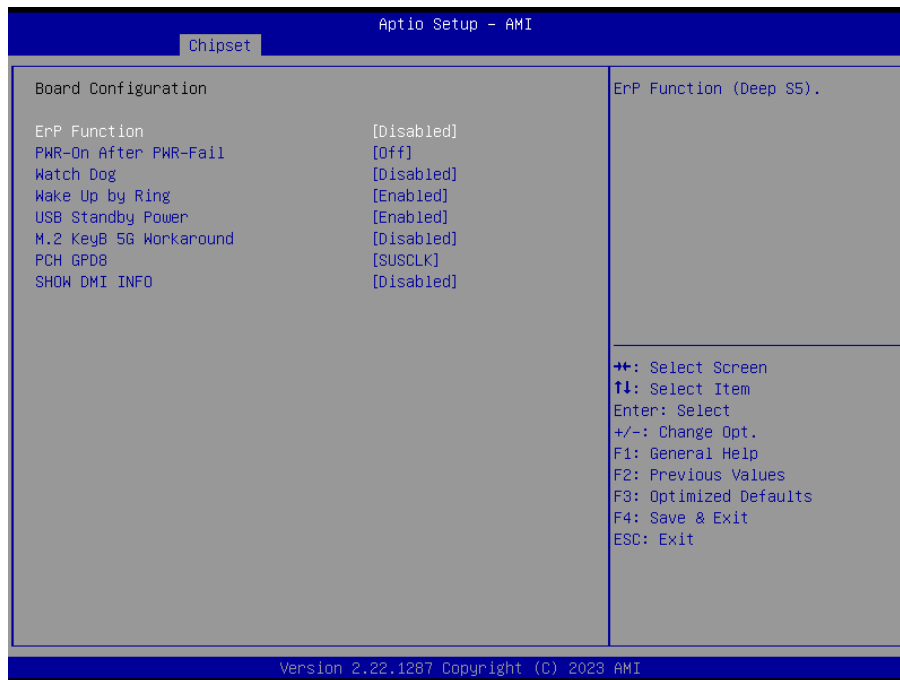 Aptio Setup – AMI
Chipset
Board Configuration
ErP Function [Disabled]
PWR-On After PWR-Fail [Off]
Watch Dog [Disabled]
Wake Up by Ring [Enabled]
USB Standby Power [Enabled]
M.2 KeyB 5G Workaround [Disabled]
PCH GPD8 [SUSCLK]
SHOW DMI INFO [Disabled]
ErP Function (Deep S5).
→←: Select Screen
↑↓: Select Item
Enter: Select
+/-: Change Opt.
F1: General Help
F2: Previous Values
F3: Optimized Defaults
F4: Save & Exit
ESC: Exit
Version 2.22.1287 Copyright (C) 2023 AMI